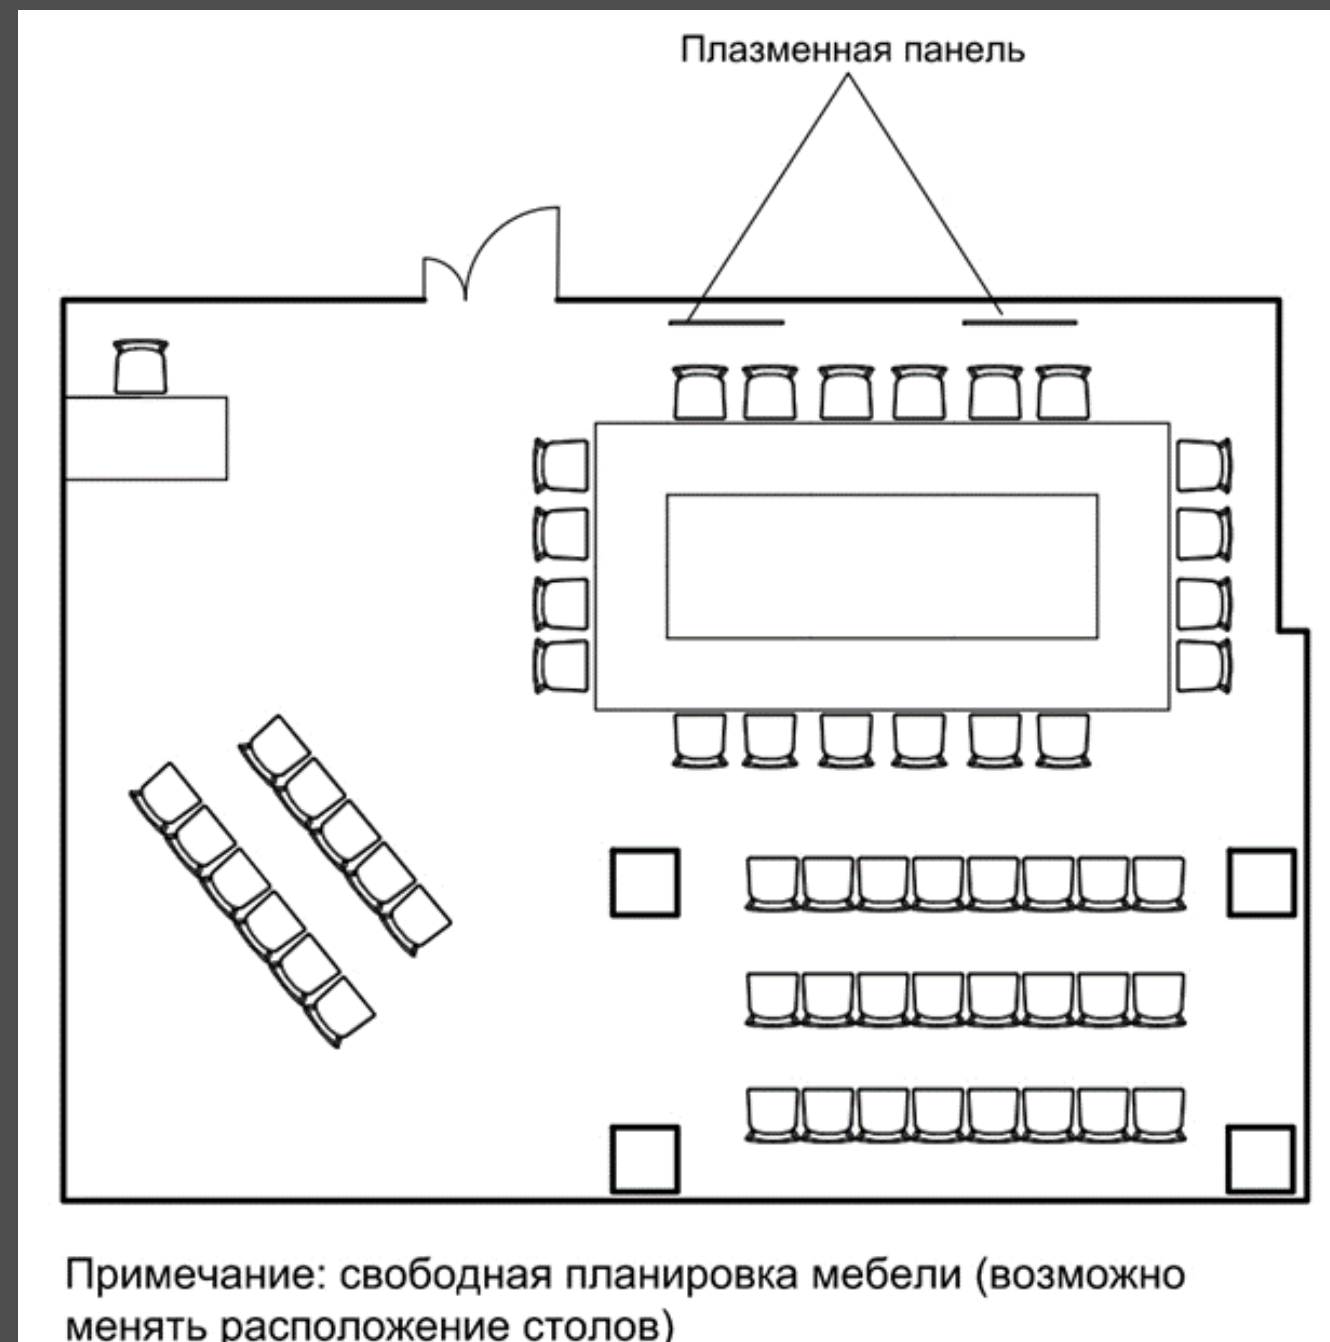 Плазменная панель
Примечание: свободная планировка мебели (возможно
менять расположение столов)